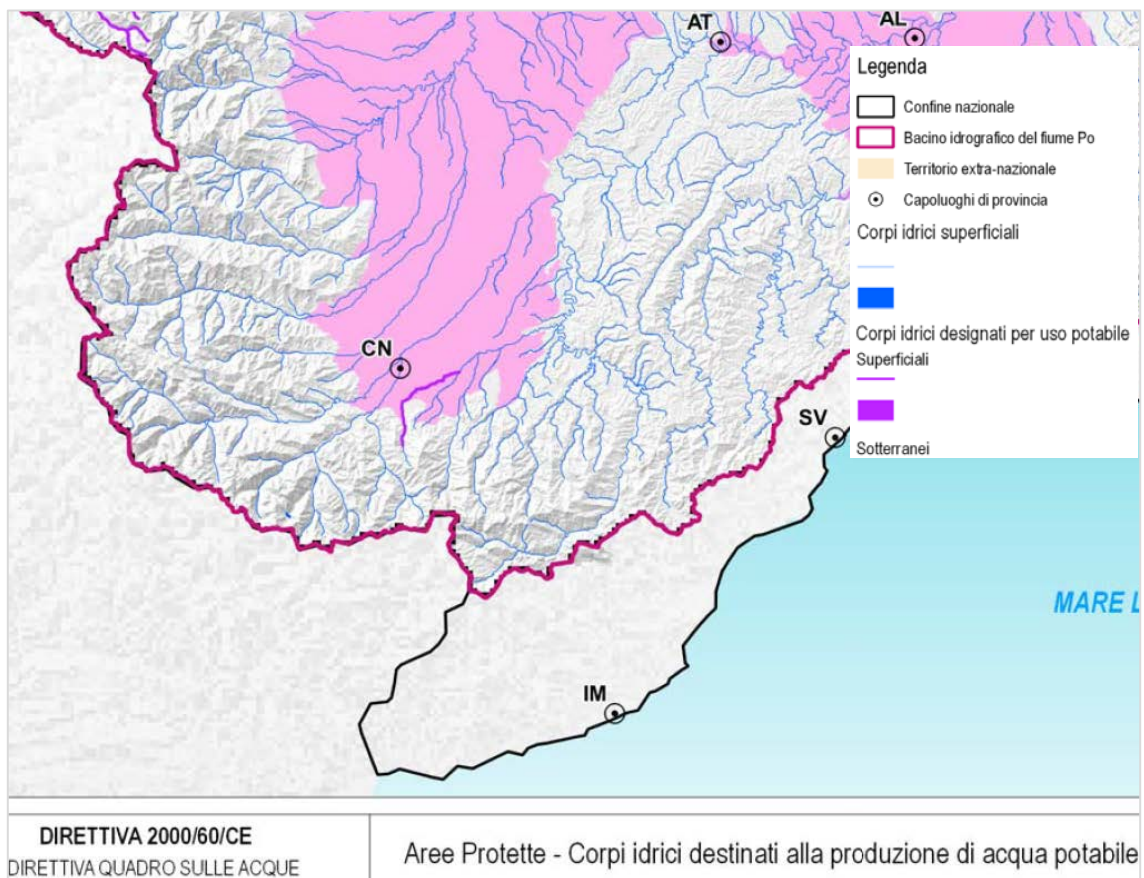 AT
AL
Legenda
Confine nazionale
Bacino idrografico del fiume Po
Territorio extra-nazionale
Capoluoghi di provincia
Corpi idrici superficiali
Corpi idrici designati per uso potabile
Superficiali
Sotterranei
CN
SV
MARE L
IM
DIRETTIVA 2000/60/CE
DIRETTIVA QUADRO SULLE ACQUE
Aree Protette - Corpi idrici destinati alla produzione di acqua potabile